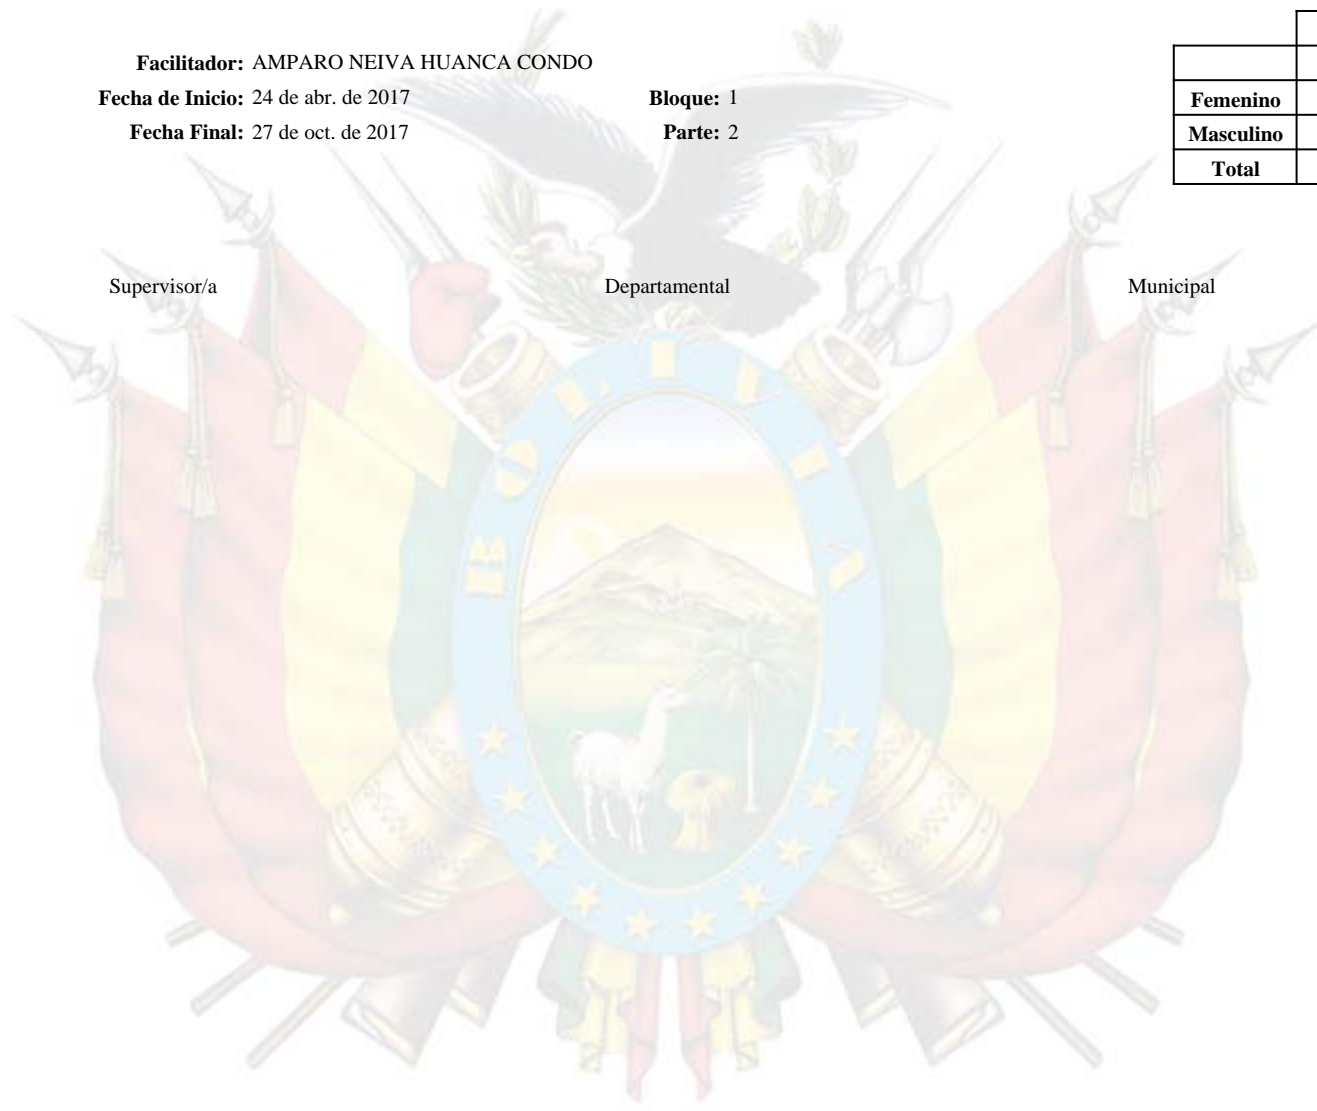 Facilitador: AMPARO NEIVA HUANCA CONDO
Fecha de Inicio: 24 de abr. de 2017 Bloque: 1
Fecha Final: 27 de oct. de 2017 Parte: 2
Femenino
Masculino
Total
Supervisor/a Departamental Municipal
BOLIVIA